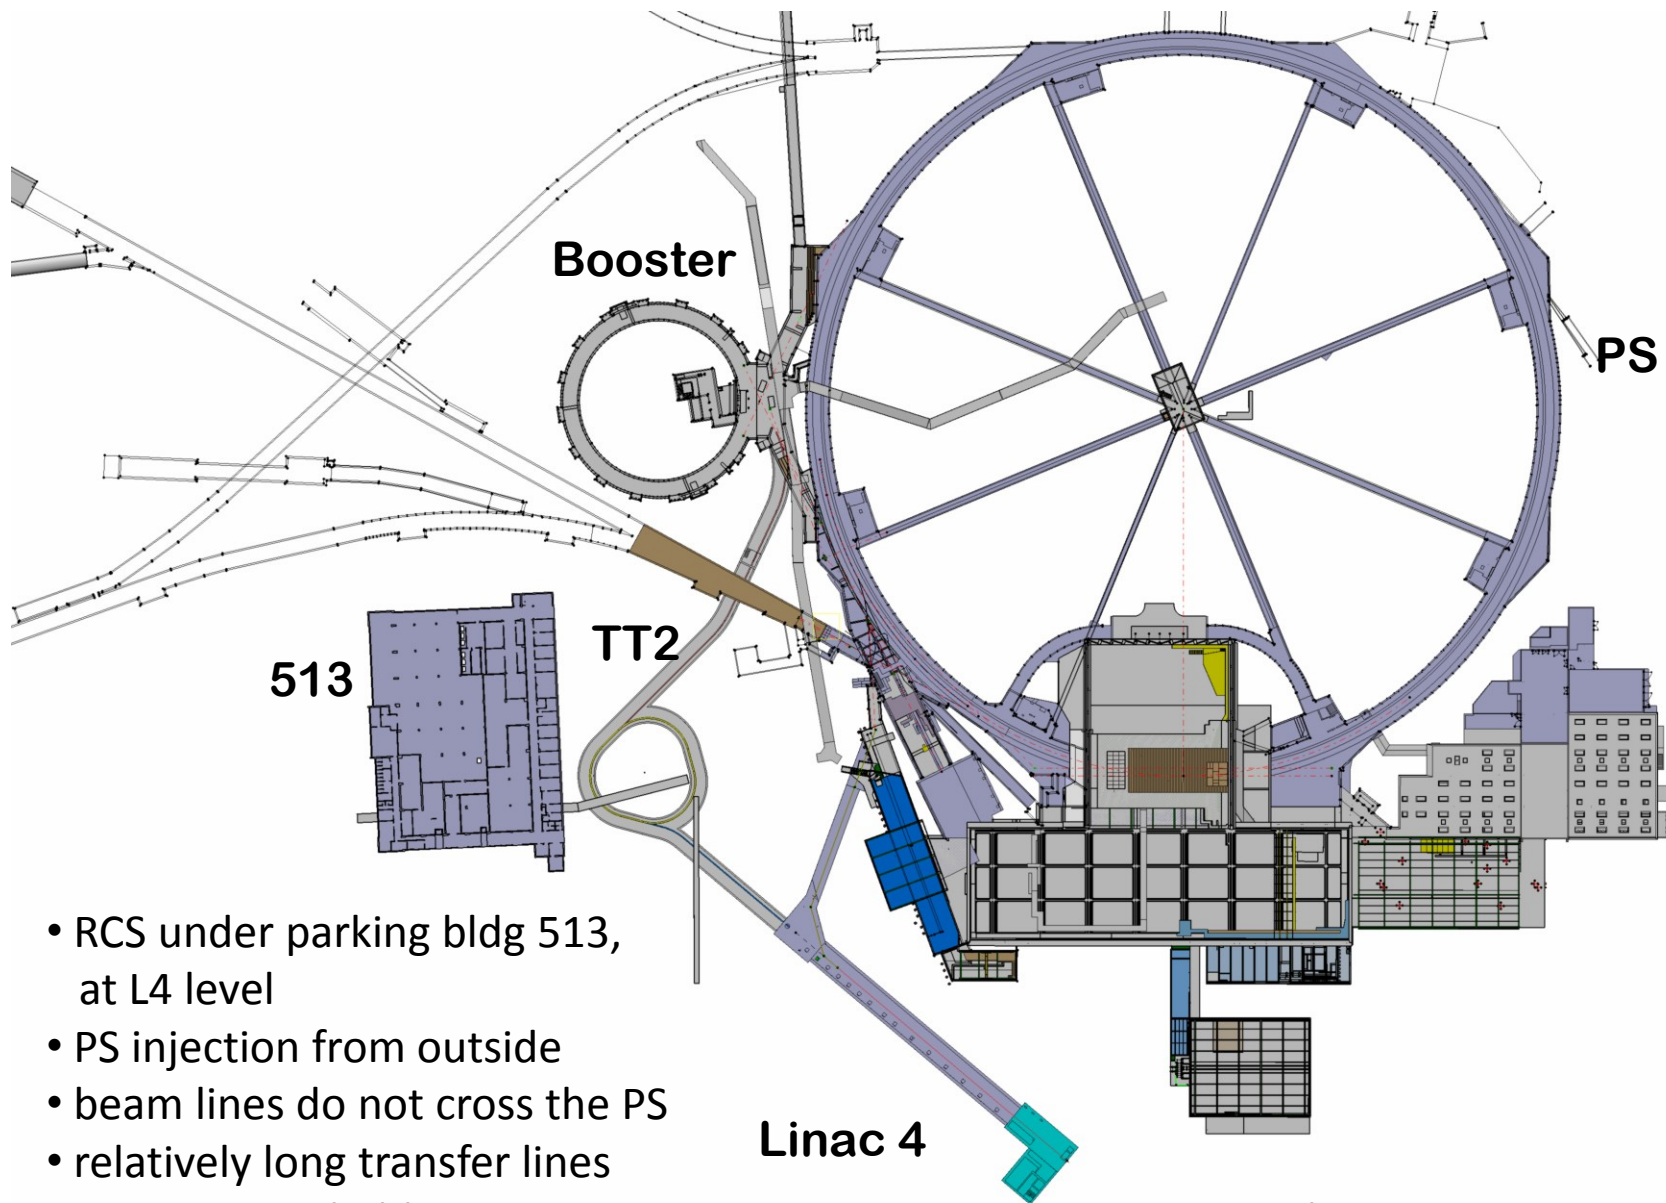 Booster
PS
TT2
513
• RCS under parking bldg 513,
at L4 level
• PS injection from outside
• beam lines do not cross the PS
• relatively long transfer lines
Linac 4